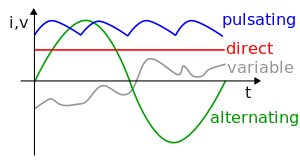 i,v
pulsating
direct
variable
t
alternating